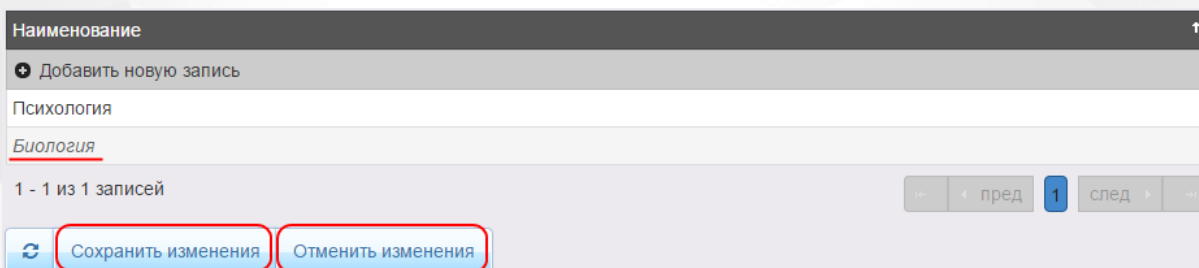 Наименование
Добавить новую запись
Психология
Биология
1 - 1 из 1 записей пред 1 след
Сохранить изменения Отменить изменения